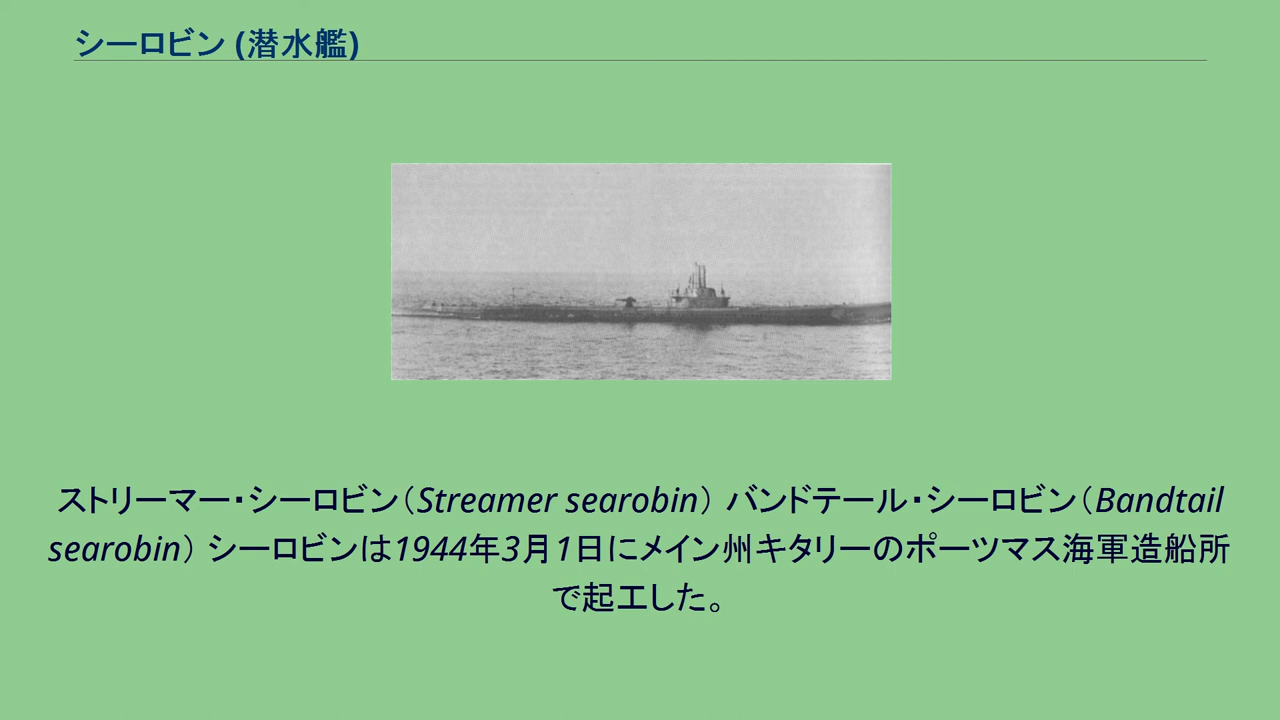 シーロビン (潜水艦)
ストリーマー・シーロビン（Streamer searobin） バンドテール・シーロビン（Bandtail
searobin） シーロビンは1944年3月1日にメイン州キタリーのポーツマス海軍造船所
で起工した。